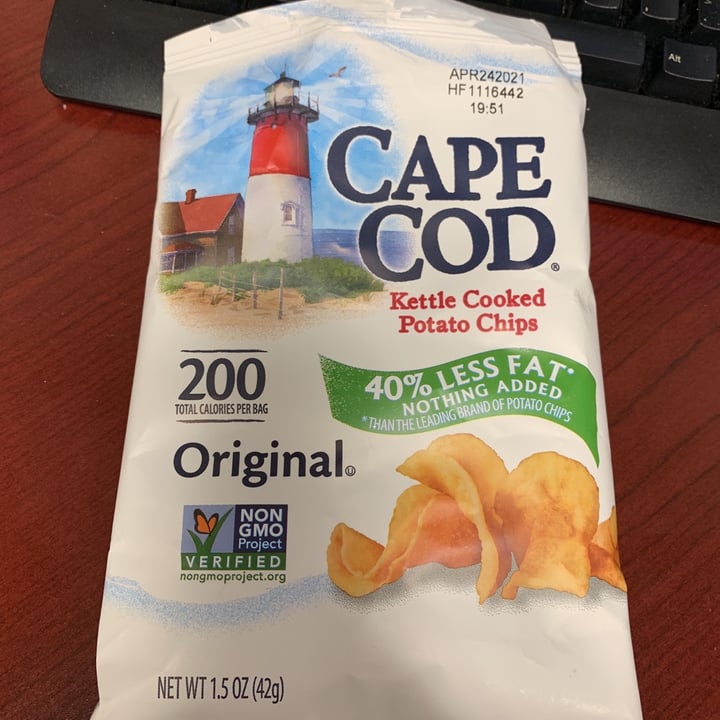 Alt
APR242021
HF1116442
19:51
CAPE
COD®
Kettle Cooked
Potato Chips
200
TOTAL CALORIES PER BAG
40% LESS FAT*
NOTHING ADDED
*THAN THE LEADING BRAND OF POTATO CHIPS
Original Ⓤ
NON
GMO
Project
VERIFIED
nongmoproject.org
NET WT 1.5 OZ (42g)